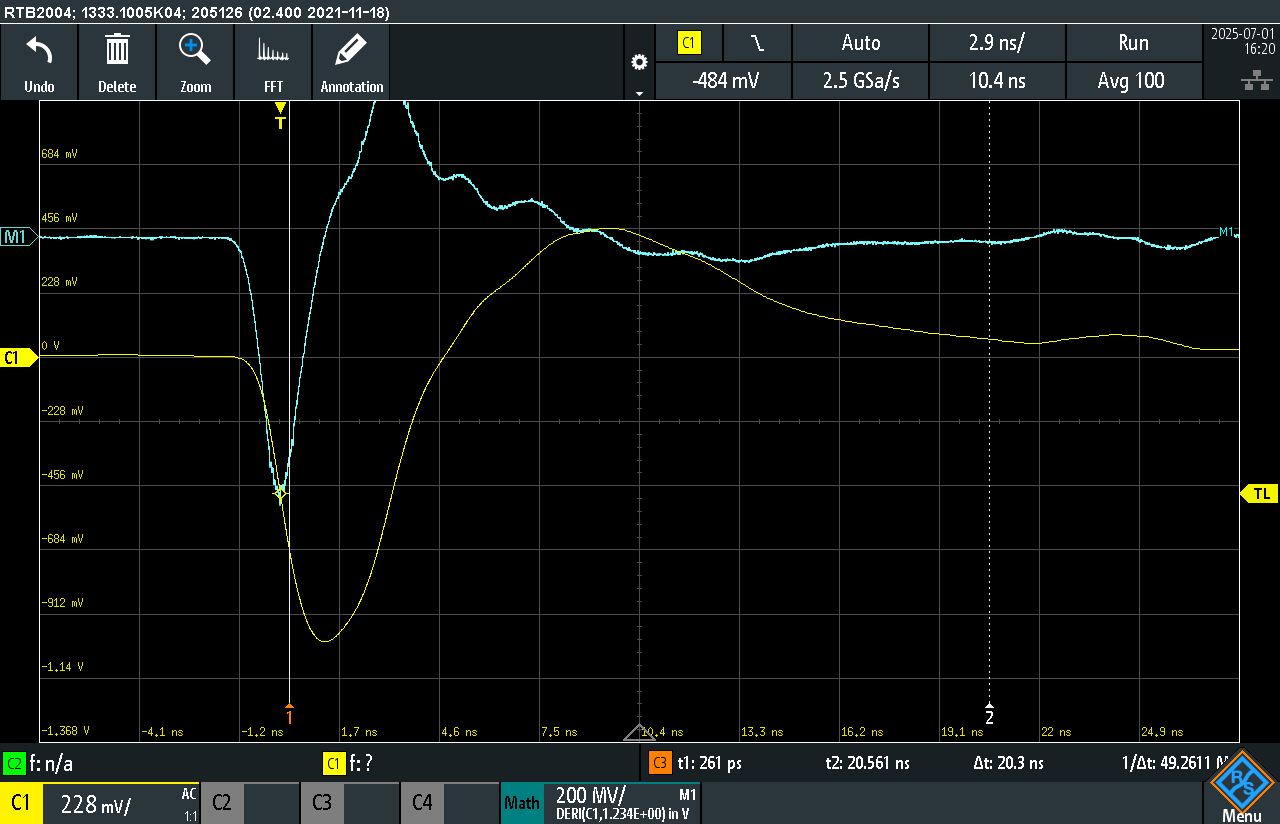 RTB2004; 1333.1005K04; 205126 (02.400 2021-11-18)
Undo
Delete
Zoom
FFT
Annotation
C1
Auto
2.9 ns/
Run
-484 mV
2.5 GSa/s
10.4 ns
Avg 100
2025-07-01
16:20
T
684 mV
456 mV
M1
M1
228 mV
0 V
C1
-228 mV
-456 mV
TL
-684 mV
-912 mV
-1.14 V
1
2
-1.368 V
-4.1 ns
-1.2 ns
1.7 ns
4.6 ns
7.5 ns
10.4 ns
13.3 ns
16.2 ns
19.1 ns
22 ns
24.9 ns
C2 f: n/a
C1 f: ?
C3 t1: 261 ps
t2: 20.561 ns
Δt: 20.3 ns
1/Δt: 49.2611 M
C1 228 mV/ AC 1:1
C2
C3
C4
Math 200 MV/ M1
DERI(C1,1.234E+00) in V
R&S
Menu